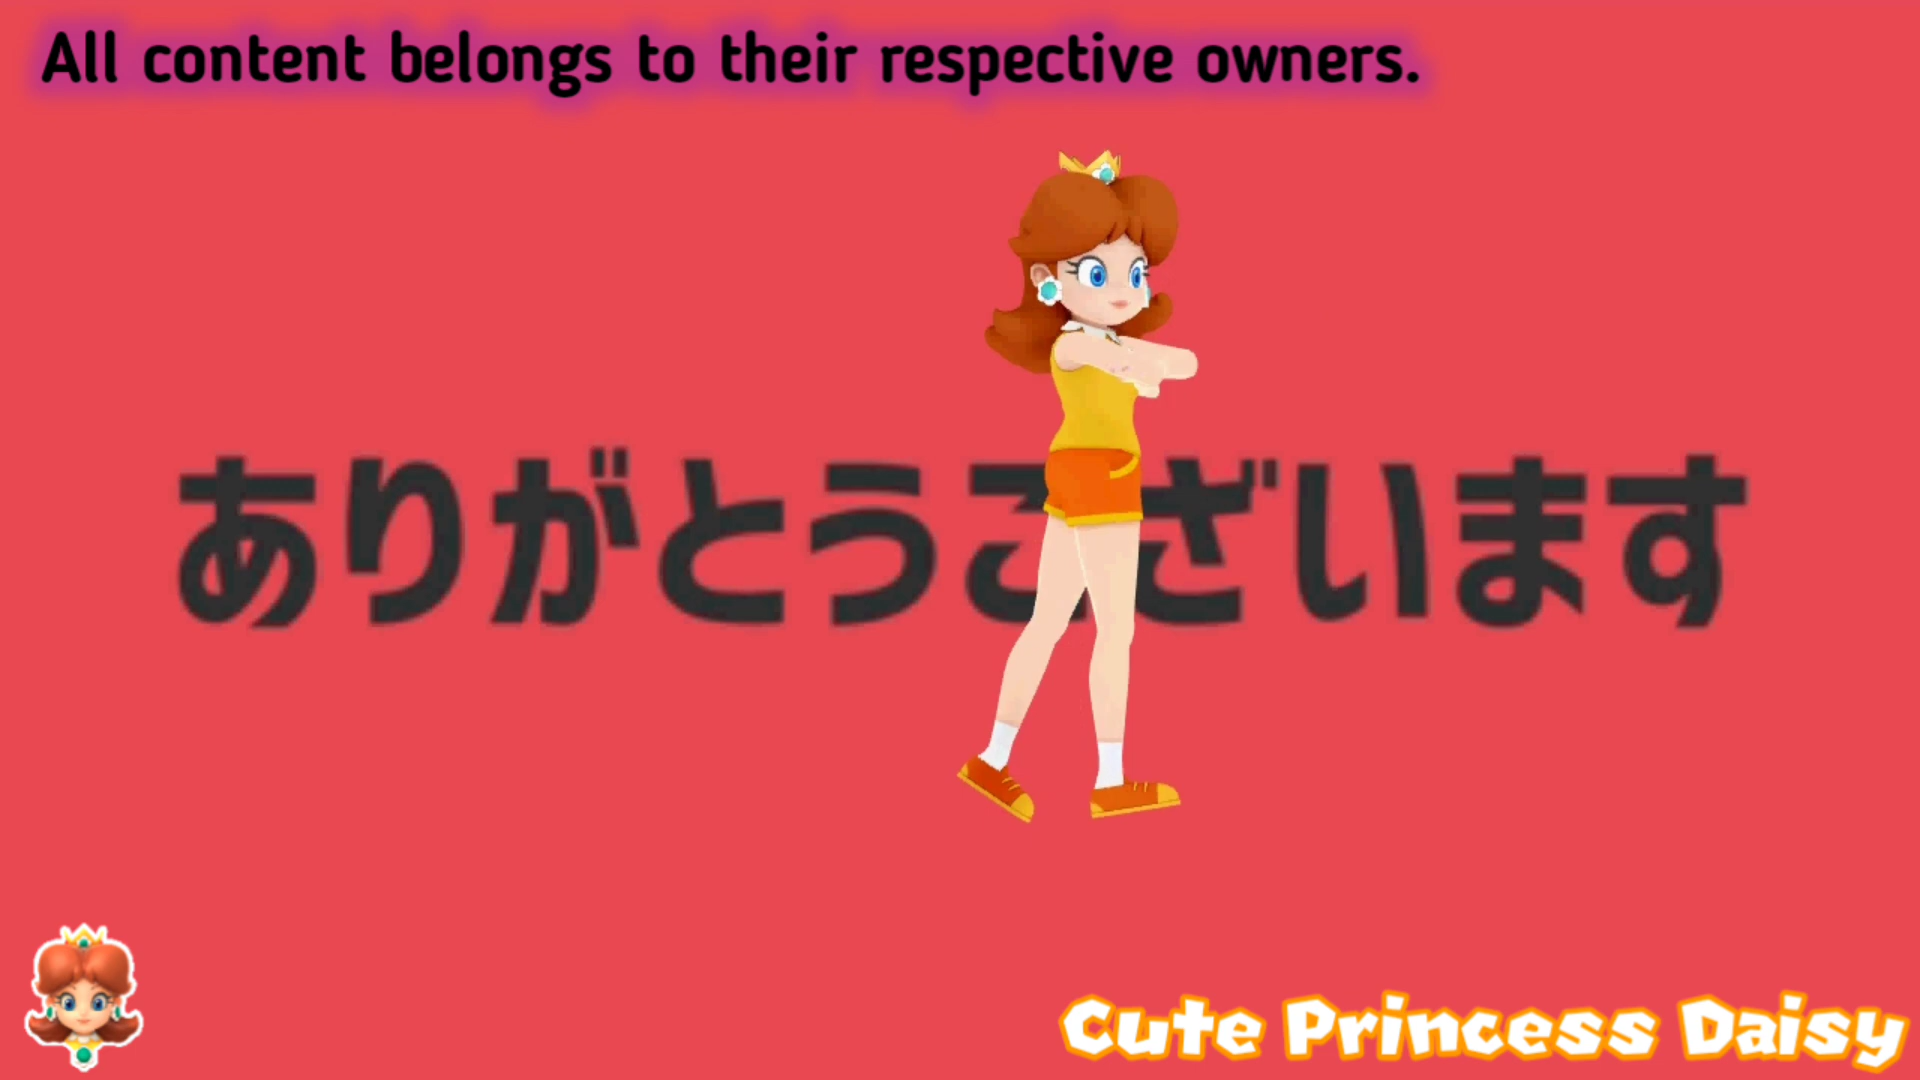 All content belongs to their respective owners.
ありがとうございます
Cute Princess Daisy